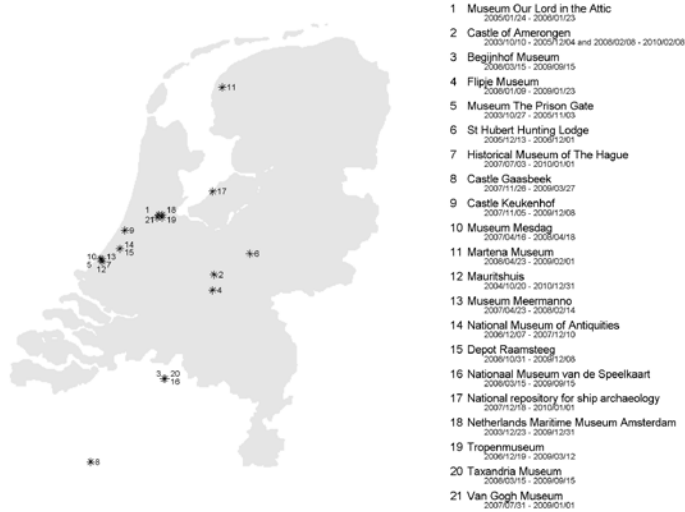 1 Museum Our Lord in the Attic
2005/01/24 - 2006/01/23
2 Castle of Amerongen
2003/10/10 - 2005/12/04 and 2008/02/08 - 2010/02/08
3 Begijnhof Museum
2008/03/15 - 2009/09/15
4 Flipje Museum
2008/01/09 - 2009/01/23
5 Museum The Prison Gate
2003/10/27 - 2005/11/03
6 St Hubert Hunting Lodge
2005/12/13 - 2006/12/01
7 Historical Museum of The Hague
2007/07/03 - 2010/01/01
8 Castle Gaasbeek
2007/11/26 - 2009/03/27
9 Castle Keukenhof
2007/11/05 - 2009/12/08
10 Museum Mesdag
2007/04/16 - 2008/04/18
11 Martena Museum
2008/04/23 - 2009/02/01
12 Mauritshuis
2004/10/20 - 2010/12/31
13 Museum Meermanno
2007/04/23 - 2008/02/14
14 National Museum of Antiquities
2006/12/07 - 2007/12/10
15 Depot Raamsteeg
2008/10/31 - 2009/12/08
16 Nationaal Museum van de Speelkaart
2008/03/15 - 2009/09/15
17 National repository for ship archaeology
2007/12/18 - 2010/01/01
18 Netherlands Maritime Museum Amsterdam
2003/12/23 - 2009/12/31
19 Tropenmuseum
2006/12/19 - 2009/03/12
20 Taxandria Museum
2008/03/15 - 2009/09/15
21 Van Gogh Museum
2007/07/31 - 2009/01/01
11
17
1 18
21 19
9
14
15
6
10 13
5 7
12
2
4
3 20
16
8